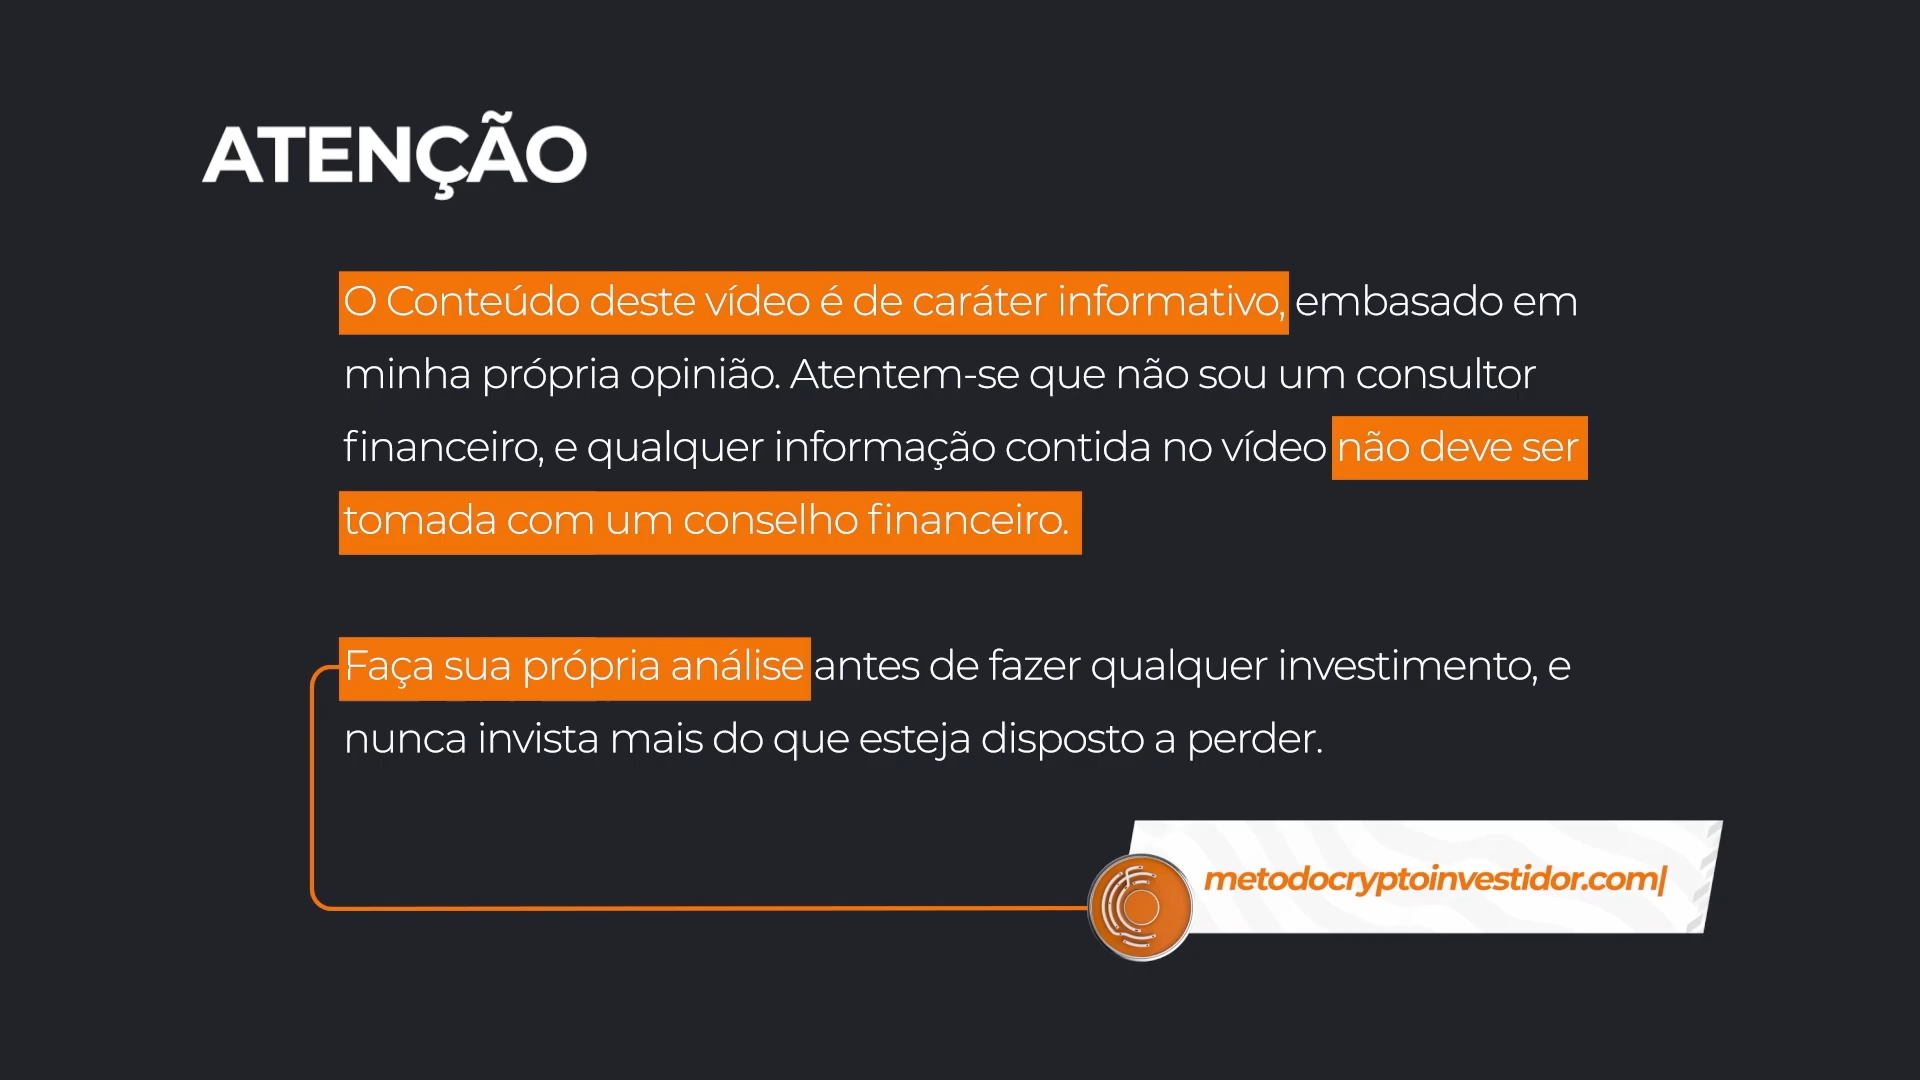 ATENÇÃO
O Conteúdo deste vídeo é de caráter informativo, embasado em
minha própria opinião. Atentem-se que não sou um consultor
financeiro, e qualquer informação contida no vídeo não deve ser
tomada com um conselho financeiro.
Faça sua própria análise antes de fazer qualquer investimento, e
nunca invista mais do que esteja disposto a perder.
metodocryptoinvestidor.com|